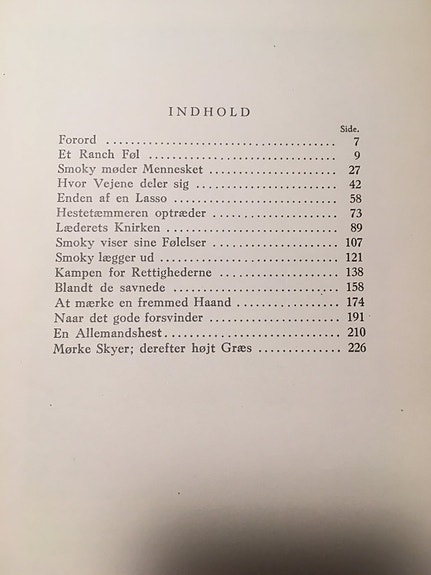 INDHOLD
Side.
Forord ........................................ 7
Et Ranch Føl ................................. 9
Smoky møder Mennesket ....................... 27
Hvor Vejene deler sig ........................ 42
Enden af en Lasso ............................ 58
Hestetæmmeren optræder ...................... 73
Læderets Knirken ............................. 89
Smoky viser sine Følelser .................... 107
Smoky lægger ud .............................. 121
Kampen for Rettighederne .................... 138
Blandt de savnede ............................ 158
At mærke en fremmed Haand ................... 174
Naar det gode forsvinder ..................... 191
En Allemandshest ............................. 210
Mørke Skyer; derefter højt Græs .............. 226